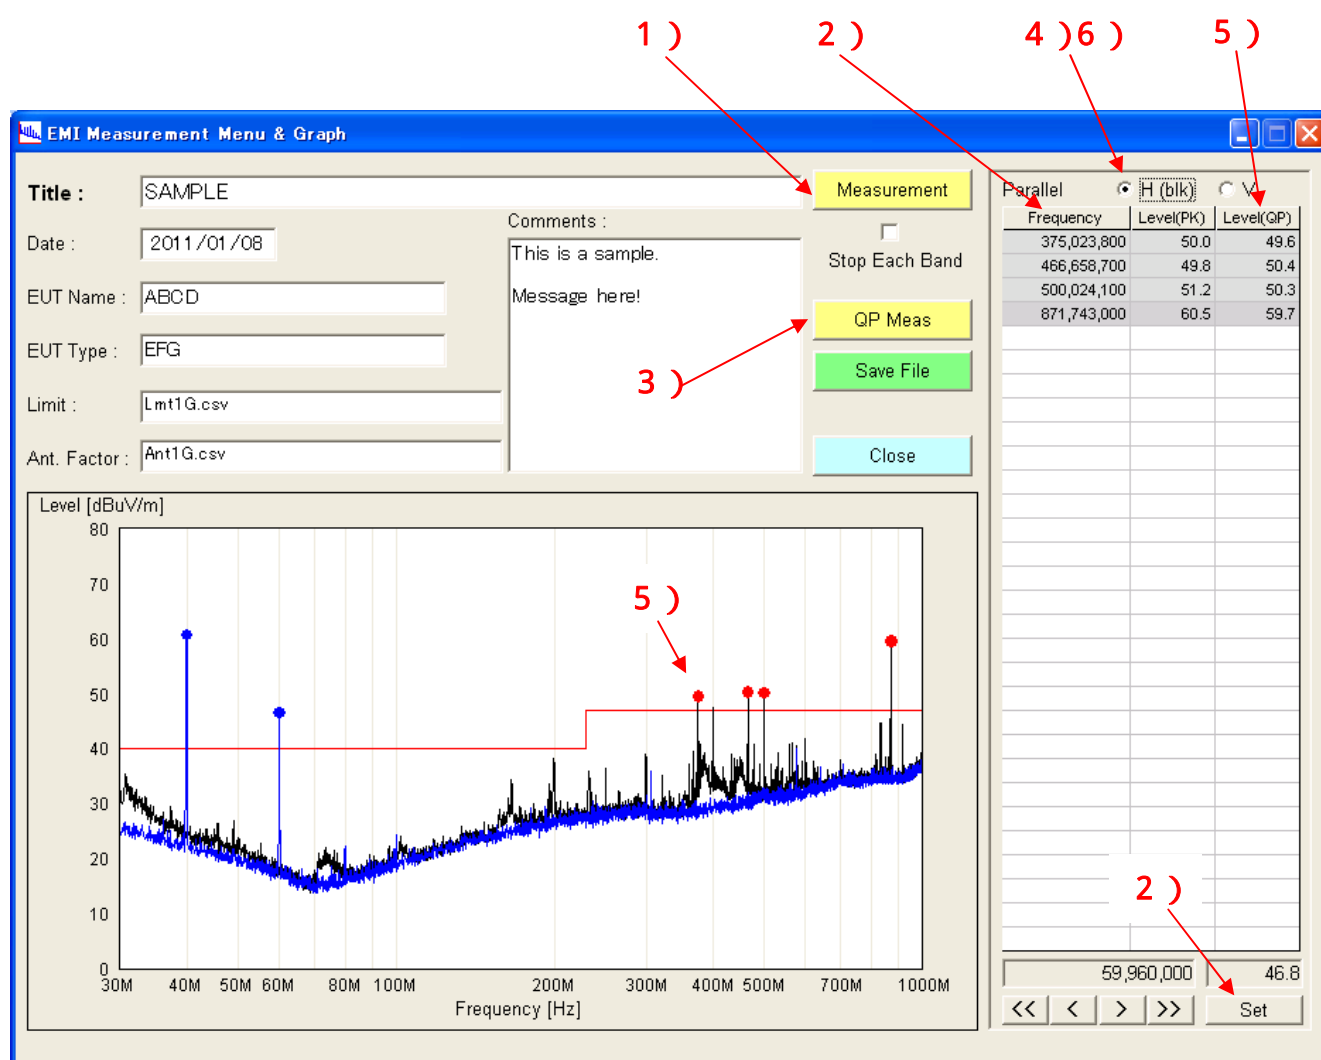 1 )
2 )
4 )6 )
5 )
EMI Measurement Menu & Graph
Title :
SAMPLE
Measurement
Parallel
H (blk)
V
Date :
2011/01/08
Comments :
This is a sample.
Message here!
Stop Each Band
EUT Name :
ABCD
QP Meas
EUT Type :
EFG
3 )
Save File
Limit :
Lmt1G.csv
Ant. Factor :
Ant1G.csv
Close
Frequency Level(PK) Level(QP)
375,023,800 50.0 49.6
466,658,700 49.8 50.4
500,024,100 51.2 50.3
871,743,000 60.5 59.7
Level [dBuV/m]
80
70
60
50
40
30
20
10
0
5 )
30M 40M 50M 60M 80M 100M 200M 300M 400M 500M 700M 1000M
Frequency [Hz]
2 )
59,960,000 46.8
<< < > >> Set